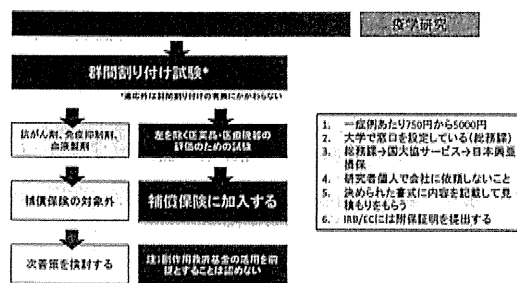 疫学研究
群間割り付け試験*
*適応外は群間割り付けの有無にかかわらない
抗がん剤、免疫抑制剤、
血液製剤
左を除く医薬品・医療機器の
評価のための試験
補償保険の対象外
補償保険に加入する
次善策を検討する
注:副作用救済基金の活用を前
提とすることは認めない
1. 一症例あたり750円から5000円
2. 大学で窓口を設定している(総務課)
3. 総務課→国大協サービス→日本興亜
損保
4. 研究者個人で会社に依頼しないこと
5. 決められた書式に内容を記載して見
積もりをもらう
6. IRB/ECには附保証明を提出する